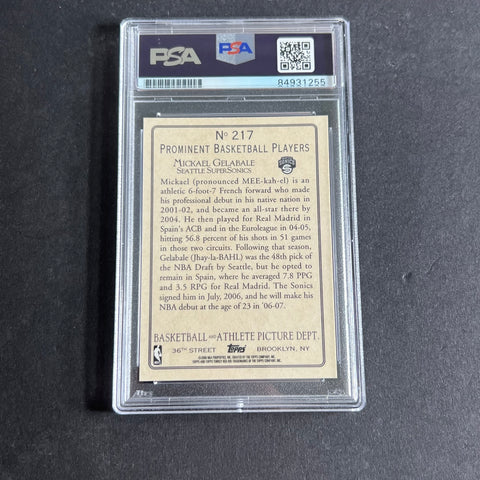 PSA
PSA
84931255
No 217
PROMINENT BASKETBALL PLAYERS
MICKAEL GELABALE
SEATTLE SUPERSONICS
SONICS
Mickael (pronounced MEE-kah-el) is an
athletic 6-foot-7 French forward who made
his professional debut in his native nation in
2001-02, and became an all-star there by
2004. He then played for Real Madrid in
Spain's ACB and in the Euroleague in 04-05,
hitting 56.8 percent of his shots in 51 games
in those two circuits. Following that season,
Gelabale (Jhay-la-BAHL) was the 48th pick of
the NBA Draft by Seattle, but he opted to
remain in Spain, where he averaged 7.8 PPG
and 3.5 RPG for Real Madrid. The Sonics
signed him in July, 2006, and he will make his
NBA debut at the age of 23 in '06-07.
BASKETBALL AND ATHLETE PICTURE DEPT.
36TH STREET Topps BROOKLYN, NY